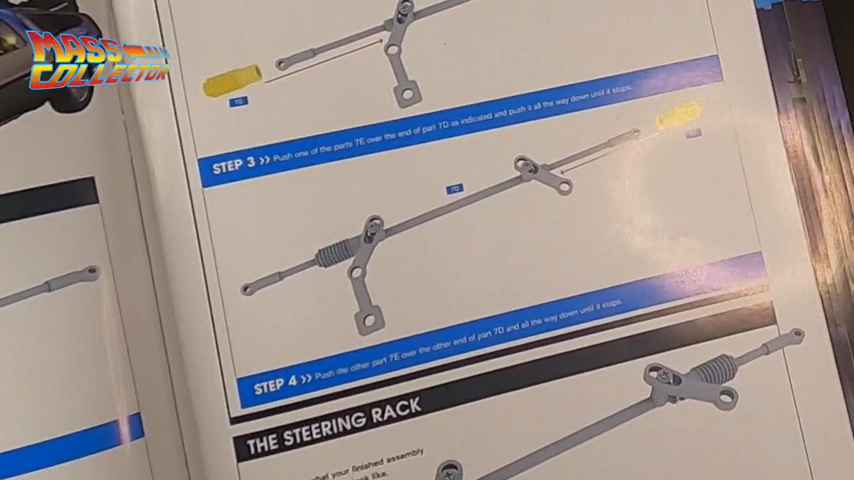 MASS
COLLECTOR
7E
STEP 3 >> Push one of the parts 7E over the end of part 7D as indicated and push it all the way down until it stops.
7D
STEP 4 >> Push the other part 7E over the other end of part 7D and all the way down until it stops.
THE STEERING RACK
what your finished assembly
look like.